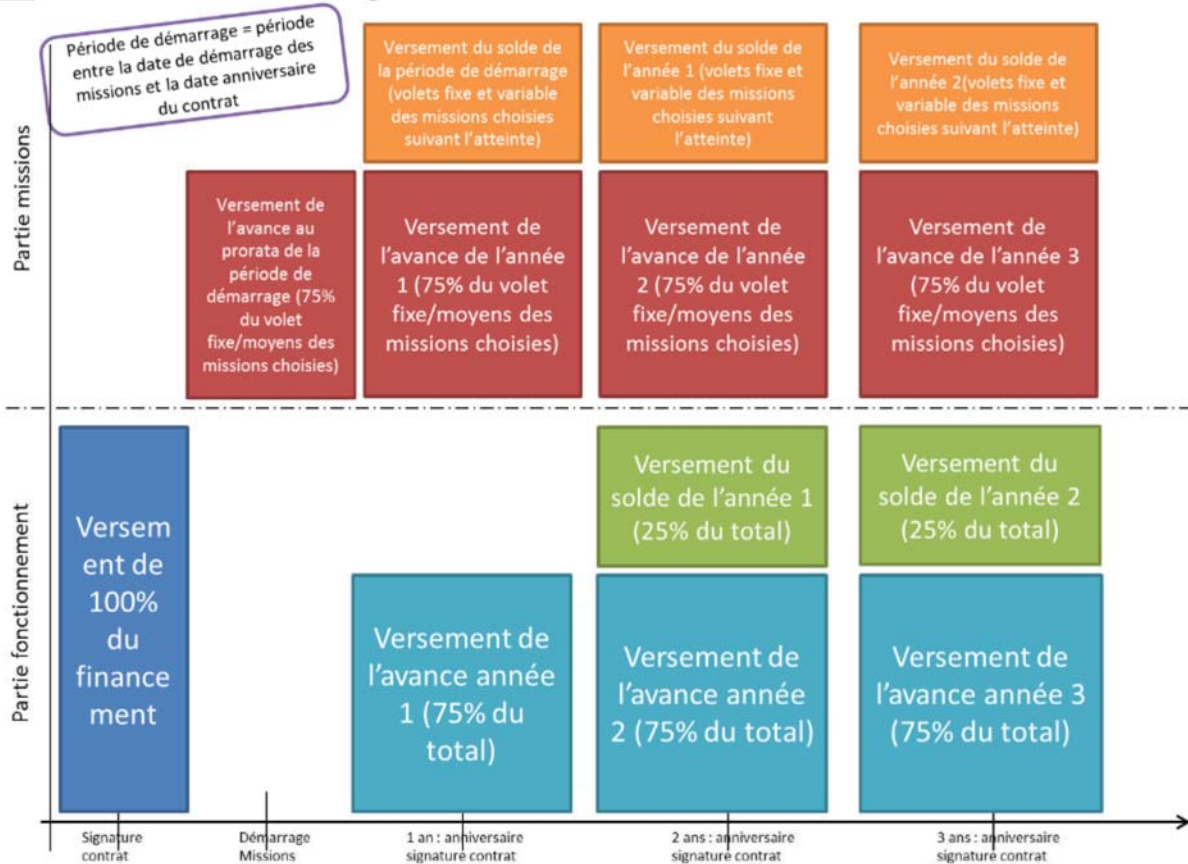 Période de démarrage = période
entre la date de démarrage des
missions et la date anniversaire
du contrat
Versement du solde de
la période de démarrage
(volets fixe et variable
des missions choisies
suivant l'atteinte)
Versement du solde de
l'année 1 (volets fixe et
variable des missions
choisies suivant
l'atteinte)
Versement du solde de
l'année 2(volets fixe et
variable des missions
choisies suivant l'atteinte)
Partie missions
Versement de
l'avance au
prorata de la
période de
démarrage (75%
du volet
fixe/moyens des
missions choisies)
Versement de
l'avance de l'année
1 (75% du volet
fixe/moyens des
missions choisies)
Versement de
l'avance de l'année
2 (75% du volet
fixe/moyens des
missions choisies)
Versement de
l'avance de l'année 3
(75% du volet
fixe/moyens des
missions choisies)
Partie fonctionnement
Versem
ent de
100%
du
finance
ment
Versement du
solde de l'année 1
(25% du total)
Versement du
solde de l'année 2
(25% du total)
Versement de
l'avance année
1 (75% du
total)
Versement de
l'avance année
2 (75% du total)
Versement de
l'avance année 3
(75% du total)
Signature
contrat
Démarrage
Missions
1 an : anniversaire
signature contrat
2 ans : anniversaire
signature contrat
3 ans : anniversaire
signature contrat